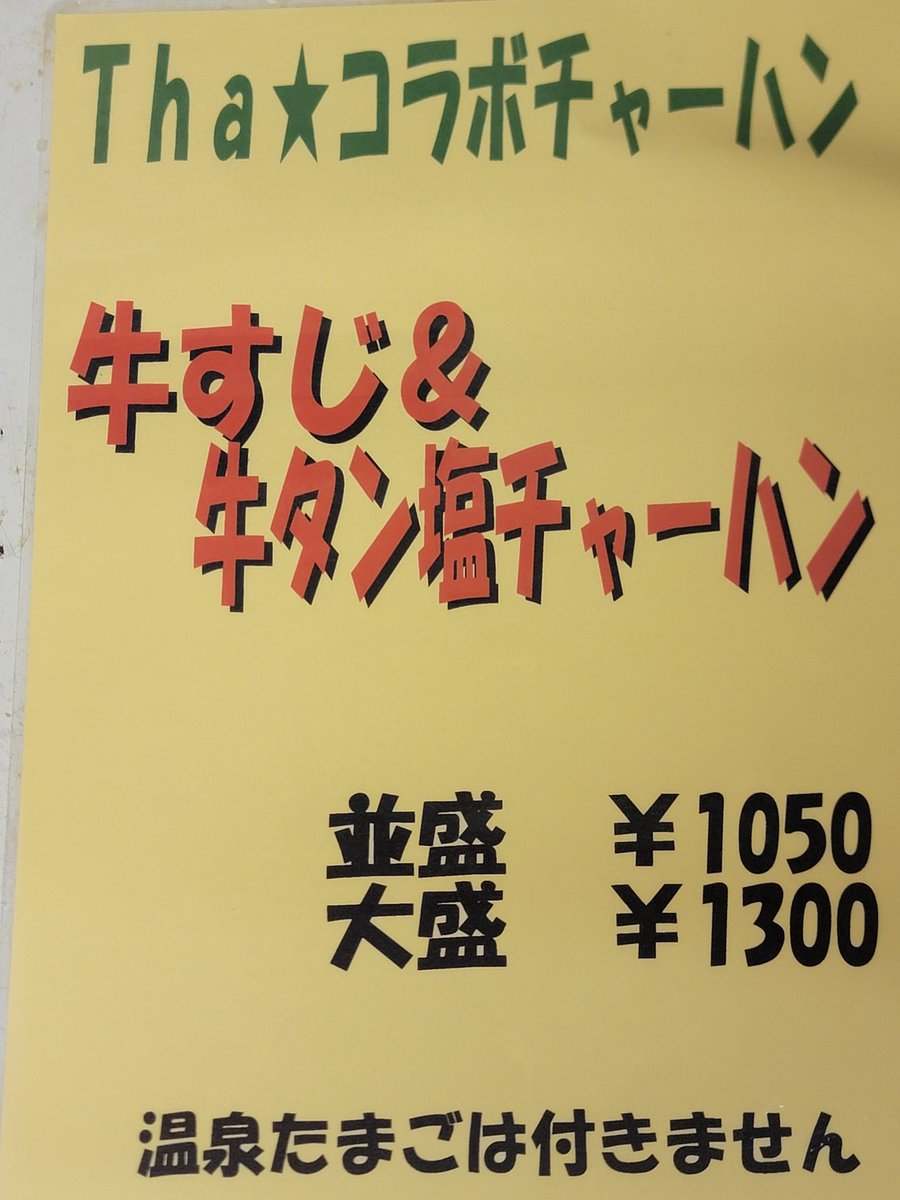 Tha★コラボチャーハン
牛すじ&
牛タン塩チャーハン
並盛 ¥1050
大盛 ¥1300
温泉たまごは付きません